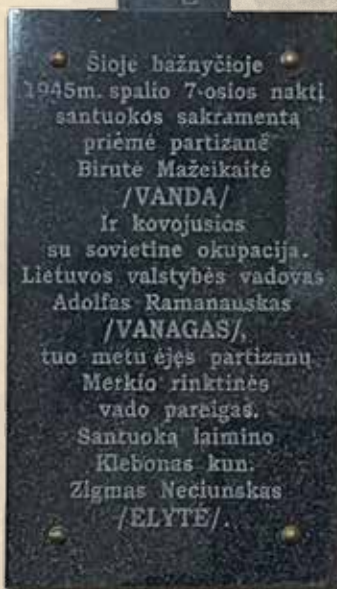 Šioje bažnyčioje
1945m. spalio 7-osios naktį
santuokos sakramentą
priėmė partizanė
Birutė Mažeikaitė
/VANDA/
Ir kovojusios
su sovietine okupacija.
Lietuvos valstybės vadovas
Adolfas Ramanauskas
/VANAGAS/,
tuo metu ėjęs partizanų
Merkio rinktinės
vado pareigas.
Santuoką laimino
Klebonas kun.
Zigmas Neciunskas
/ELYTĖ/.